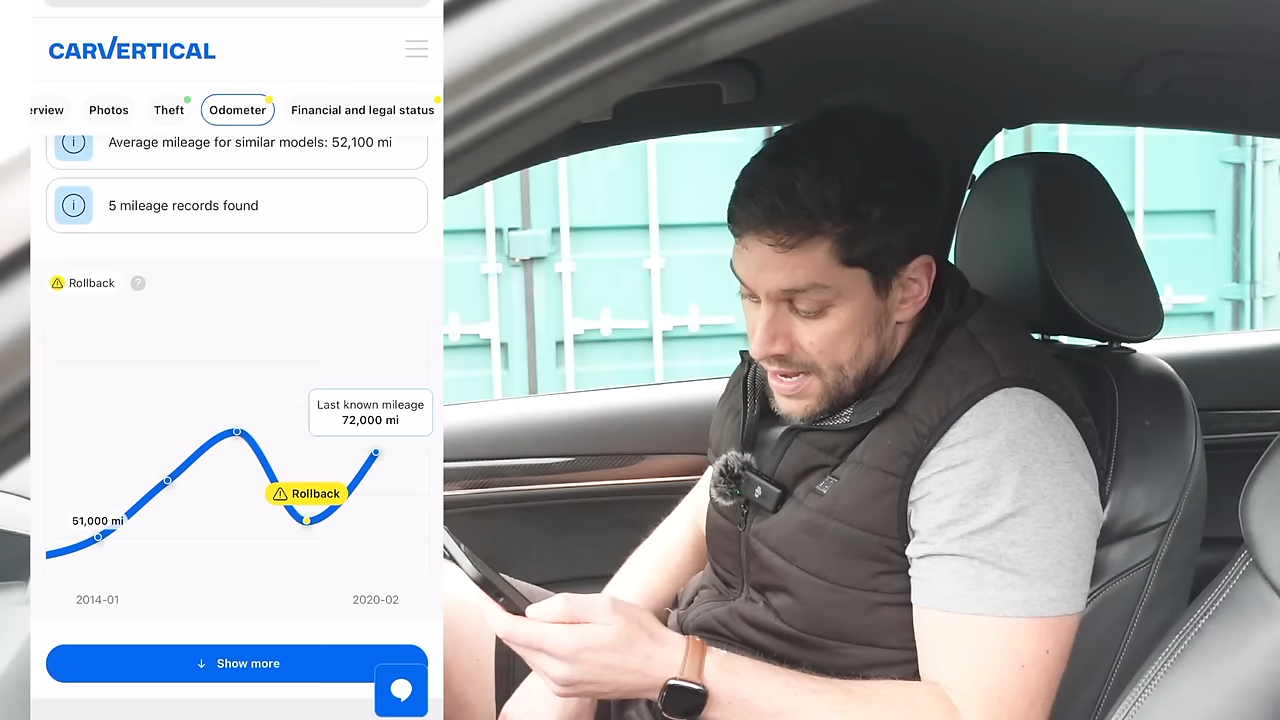 CARVERTICAL
erview Photos Theft Odometer Financial and legal status
Average mileage for similar models: 52,100 mi
5 mileage records found
Rollback ?
Last known mileage
72,000 mi
Rollback
51,000 mi
2014-01 2020-02
Show more